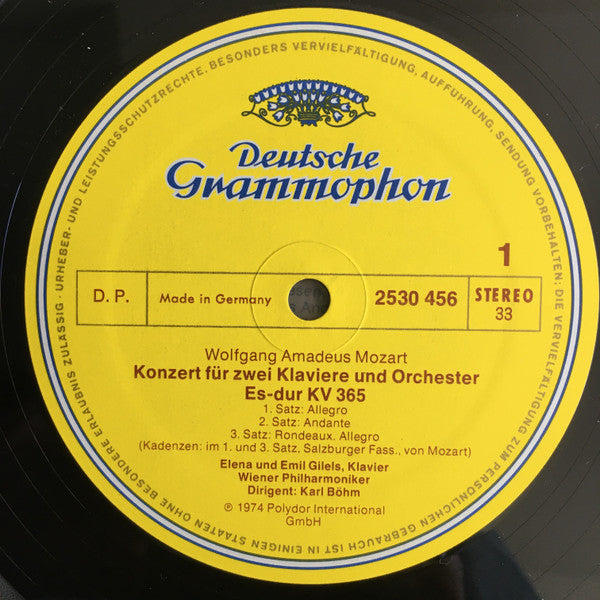 URHEBER- UND LEISTUNGSSCHUTZRECHTE, BESONDERS VERVIELFÄLTIGUNG, AUFFÜHRUNG, SENDUNG VORBEHALTEN; DIE VERVIELFÄLTIGUNG ZUM PERSÖNLICHEN GEBRAUCH IST IN EINIGEN STAATEN OHNE BESONDERE ERLAUBNIS ZULÄSSIG ·
Deutsche
Grammophon
1
D. P. Made in Germany 2530 456 STEREO
33
Wolfgang Amadeus Mozart
Konzert für zwei Klaviere und Orchester
Es-dur KV 365
1. Satz: Allegro
2. Satz: Andante
3. Satz: Rondeaux. Allegro
(Kadenzen: im 1. und 3. Satz, Salzburger Fass., von Mozart)
Elena und Emil Gilels, Klavier
Wiener Philharmoniker
Dirigent: Karl Böhm
℗ 1974 Polydor International
GmbH